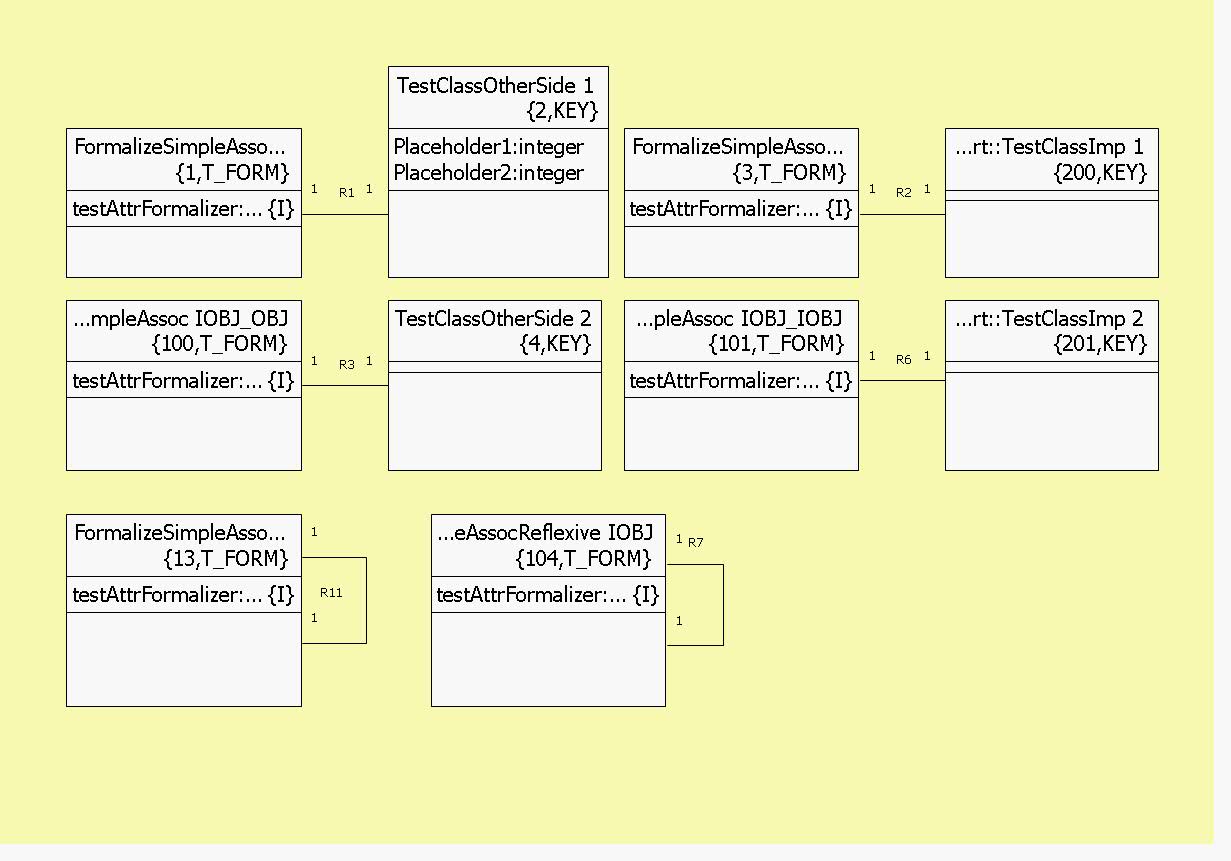 TestClassOtherSide 1
{2,KEY}
Placeholder1:integer
Placeholder2:integer
FormalizeSimpleAsso...
{1,T_FORM}
testAttrFormalizer:... {I}
1 R1 1
FormalizeSimpleAsso...
{3,T_FORM}
testAttrFormalizer:... {I}
1 R2 1
...rt::TestClassImp 1
{200,KEY}
...mpleAssoc IOBJ_OBJ
{100,T_FORM}
testAttrFormalizer:... {I}
1 R3 1
TestClassOtherSide 2
{4,KEY}
...pleAssoc IOBJ_IOBJ
{101,T_FORM}
testAttrFormalizer:... {I}
1 R6 1
...rt::TestClassImp 2
{201,KEY}
FormalizeSimpleAsso...
{13,T_FORM}
testAttrFormalizer:... {I}
1
R11
1
...eAssocReflexive IOBJ
{104,T_FORM}
testAttrFormalizer:... {I}
1 R7
1